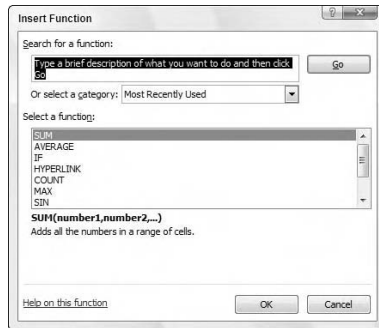 Insert Function
?
Search for a function:
Type a brief description of what you want to do and then click
Go
Go
Or select a category: Most Recently Used
Select a function:
SUM
AVERAGE
IF
HYPERLINK
COUNT
MAX
SIN
SUM(number1,number2,...)
Adds all the numbers in a range of cells.
Help on this function
OK
Cancel